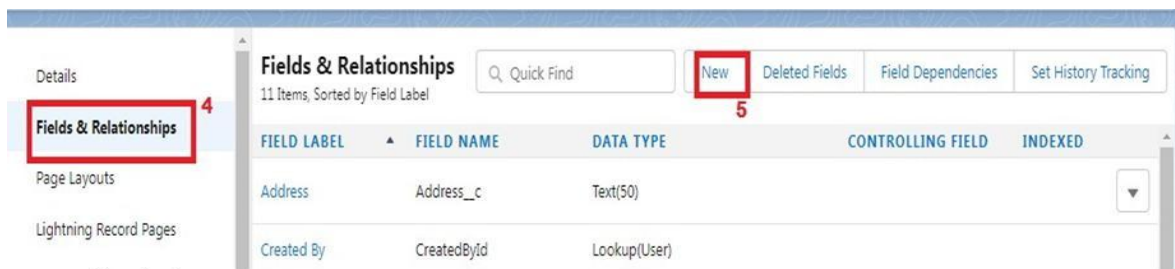 Details
Fields & Relationships
4
Page Layouts
Lightning Record Pages
Fields & Relationships
11 Items, Sorted by Field Label
Quick Find
New
5
Deleted Fields
Field Dependencies
Set History Tracking
FIELD LABEL FIELD NAME DATA TYPE CONTROLLING FIELD INDEXED
Address Address__c Text(50)
Created By CreatedById Lookup(User)